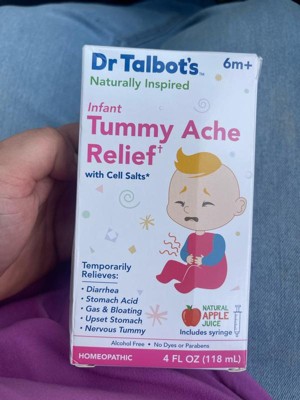 Dr Talbot's™
6m+
Naturally Inspired
Infant
Tummy Ache
Relief†
with Cell Salts*
Temporarily
Relieves:
• Diarrhea
• Stomach Acid
• Gas & Bloating
• Upset Stomach
• Nervous Tummy
NATURAL
APPLE
JUICE
Includes syringe
Alcohol Free • No Dyes or Parabens
HOMEOPATHIC
4 FL OZ (118 mL)